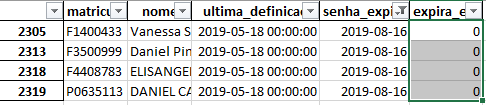 matricu nome ultima_definicao senha_expi expira_e
2305 F1400433 Vanessa S 2019-05-18 00:00:00 2019-08-16 0
2313 F3500999 Daniel Pin 2019-05-18 00:00:00 2019-08-16 0
2318 F4408783 ELISANGEL 2019-05-18 00:00:00 2019-08-16 0
2319 P0635113 DANIEL CA 2019-05-18 00:00:00 2019-08-16 0